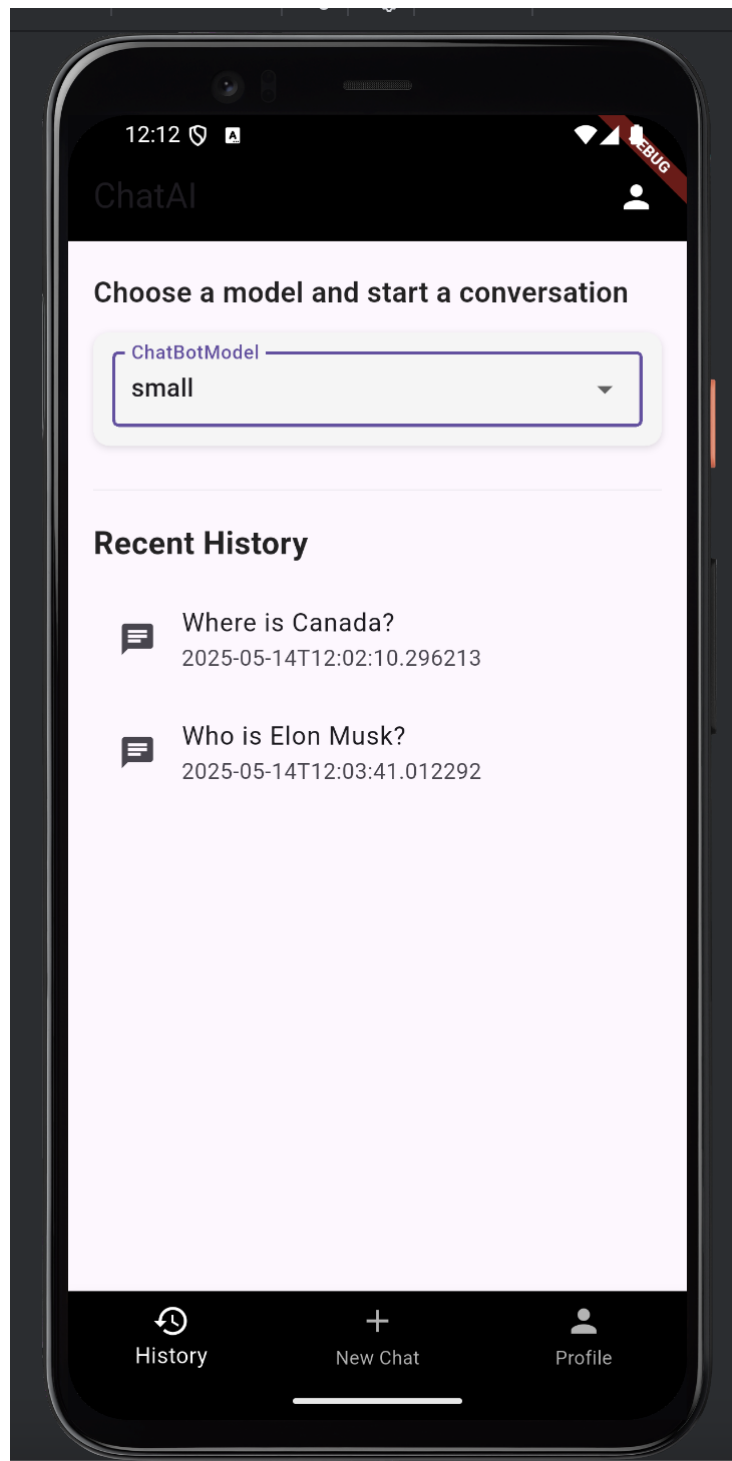 12:12
A
DEBUG
ChatAI
Choose a model and start a conversation
ChatBotModel
small
Recent History
Where is Canada?
2025-05-14T12:02:10.296213
Who is Elon Musk?
2025-05-14T12:03:41.012292
History
New Chat
Profile